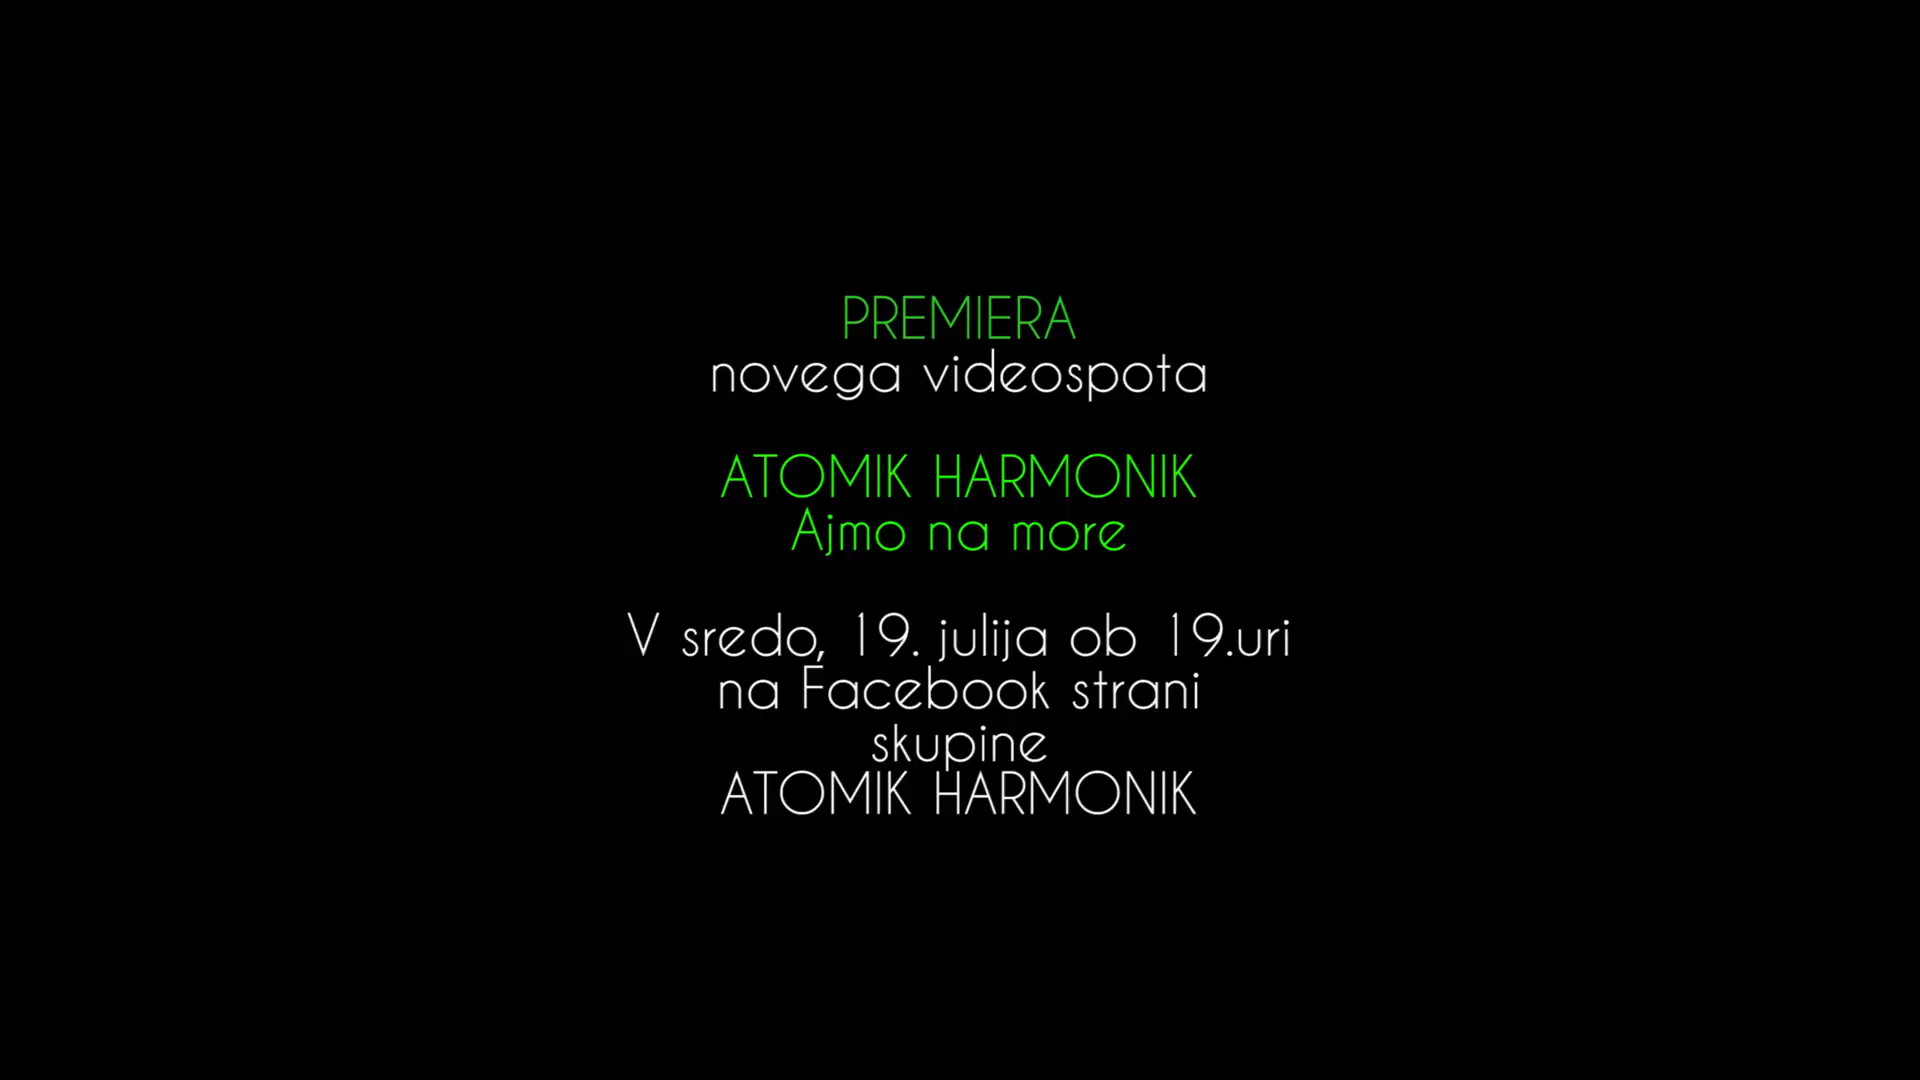 PREMIERA
novega videospota
ATOMIK HARMONIK
Ajmo na more
V sredo, 19. julija ob 19.uri
na Facebook strani
skupine
ATOMIK HARMONIK